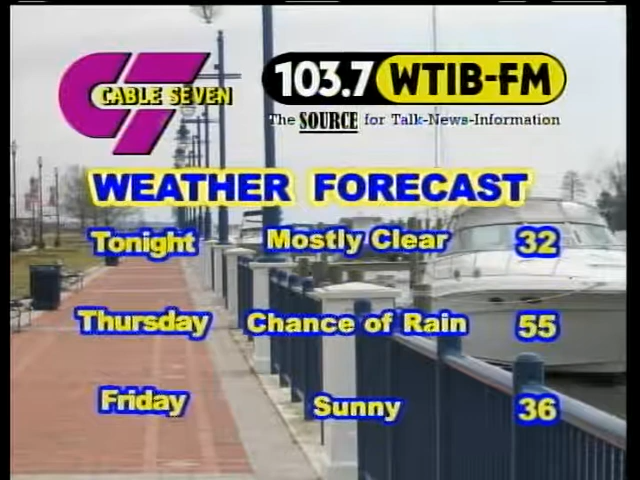 C7
CABLE SEVEN
103.7 WTIB-FM
The SOURCE for Talk-News-Information
WEATHER FORECAST
Tonight Mostly Clear 32
Thursday Chance of Rain 55
Friday Sunny 36